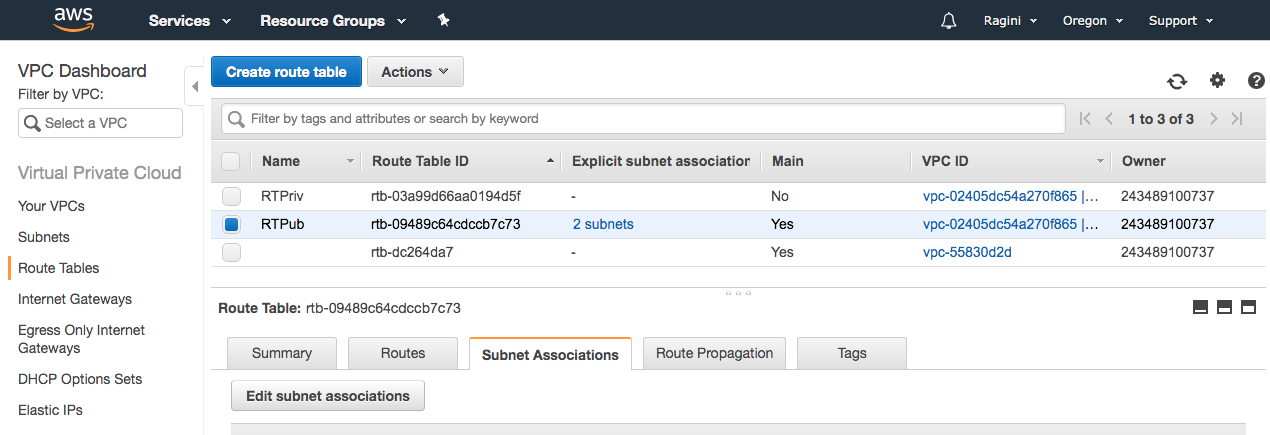 aws Services Resource Groups Ragini Oregon Support
VPC Dashboard
Filter by VPC:
Select a VPC
Virtual Private Cloud
Your VPCs
Subnets
Route Tables
Internet Gateways
Egress Only Internet
Gateways
DHCP Options Sets
Elastic IPs
Create route table Actions
Filter by tags and attributes or search by keyword 1 to 3 of 3
Name Route Table ID Explicit subnet association Main VPC ID Owner
RTPriv rtb-03a99d66aa0194d5f - No vpc-02405dc54a270f865 |... 243489100737
RTPub rtb-09489c64cdccb7c73 2 subnets Yes vpc-02405dc54a270f865 |... 243489100737
rtb-dc264da7 - Yes vpc-55830d2d 243489100737
Route Table: rtb-09489c64cdccb7c73
Summary Routes Subnet Associations Route Propagation Tags
Edit subnet associations